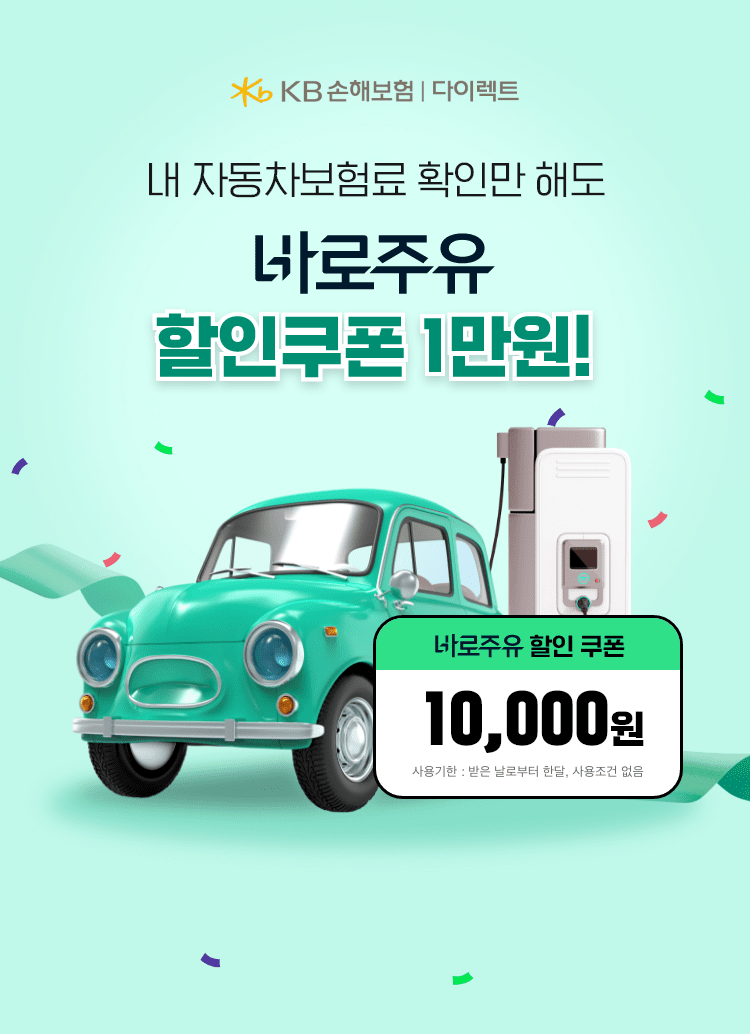 KB 손해보험 | 다이렉트
내 자동차보험료 확인만 해도
바로주유
할인쿠폰 1만원!
바로주유 할인 쿠폰
10,000원
사용기한 : 받은 날로부터 한달, 사용조건 없음